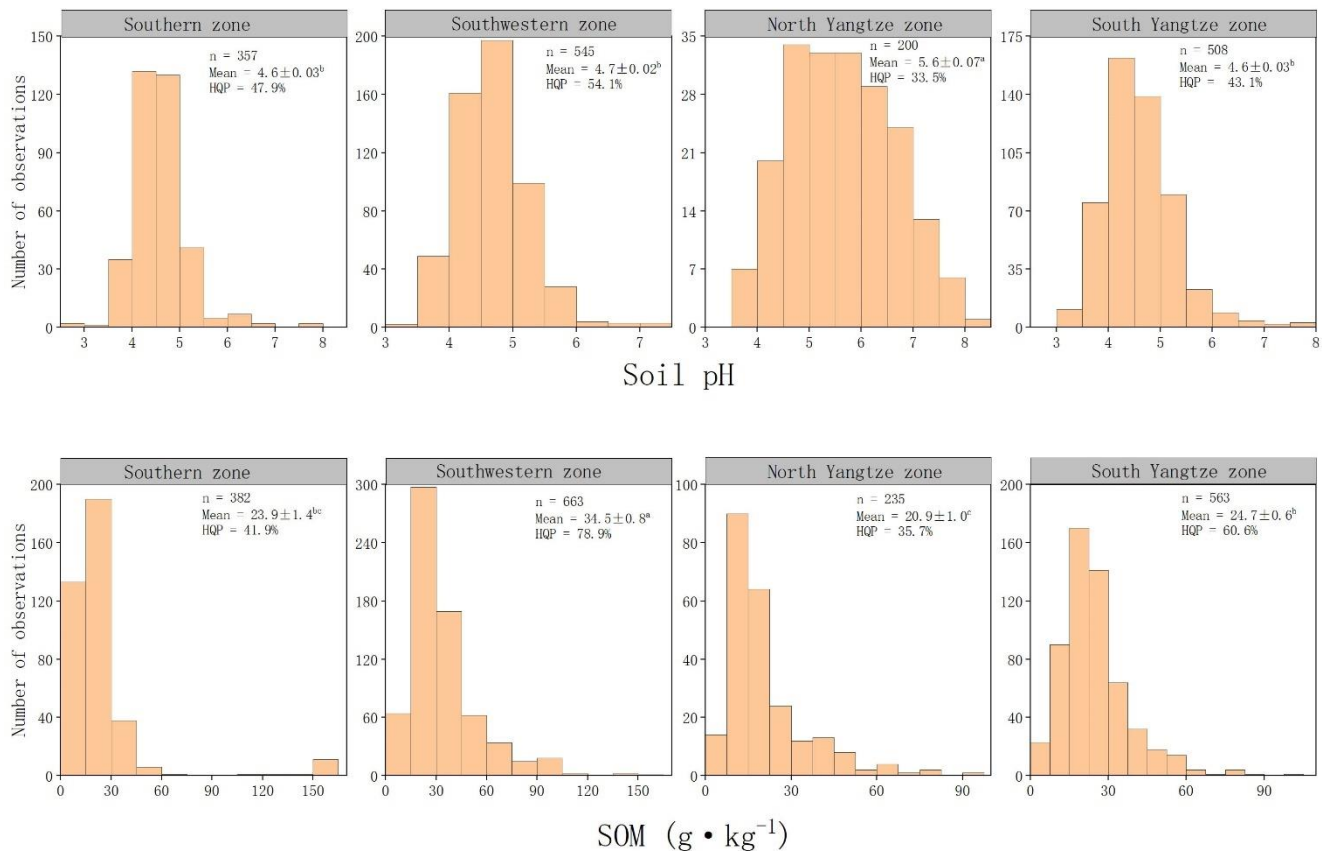 Southern zone
Southwestern zone
North Yangtze zone
South Yangtze zone
n = 357
Mean = 4.6±0.03ᵇ
HQP = 47.9%
n = 545
Mean = 4.7±0.02ᵇ
HQP = 54.1%
n = 200
Mean = 5.6±0.07ᵃ
HQP = 33.5%
n = 508
Mean = 4.6±0.03ᵇ
HQP = 43.1%
Number of observations
150
120
90
60
30
0
200
160
120
80
40
0
35
28
21
14
7
0
175
140
105
70
35
0
3 4 5 6 7 8
3 4 5 6 7
3 4 5 6 7 8
3 4 5 6 7 8
Soil pH
Southern zone
Southwestern zone
North Yangtze zone
South Yangtze zone
n = 382
Mean = 23.9±1.4ᵇᶜ
HQP = 41.9%
n = 663
Mean = 34.5±0.8ᵃ
HQP = 78.9%
n = 235
Mean = 20.9±1.0ᶜ
HQP = 35.7%
n = 563
Mean = 24.7±0.6ᵇ
HQP = 60.6%
Number of observations
200
160
120
80
40
0
300
240
180
120
60
0
100
80
60
40
20
0
200
160
120
80
40
0
0 30 60 90 120 150
0 30 60 90 120 150
0 30 60 90
0 30 60 90
SOM (g•kg⁻¹)